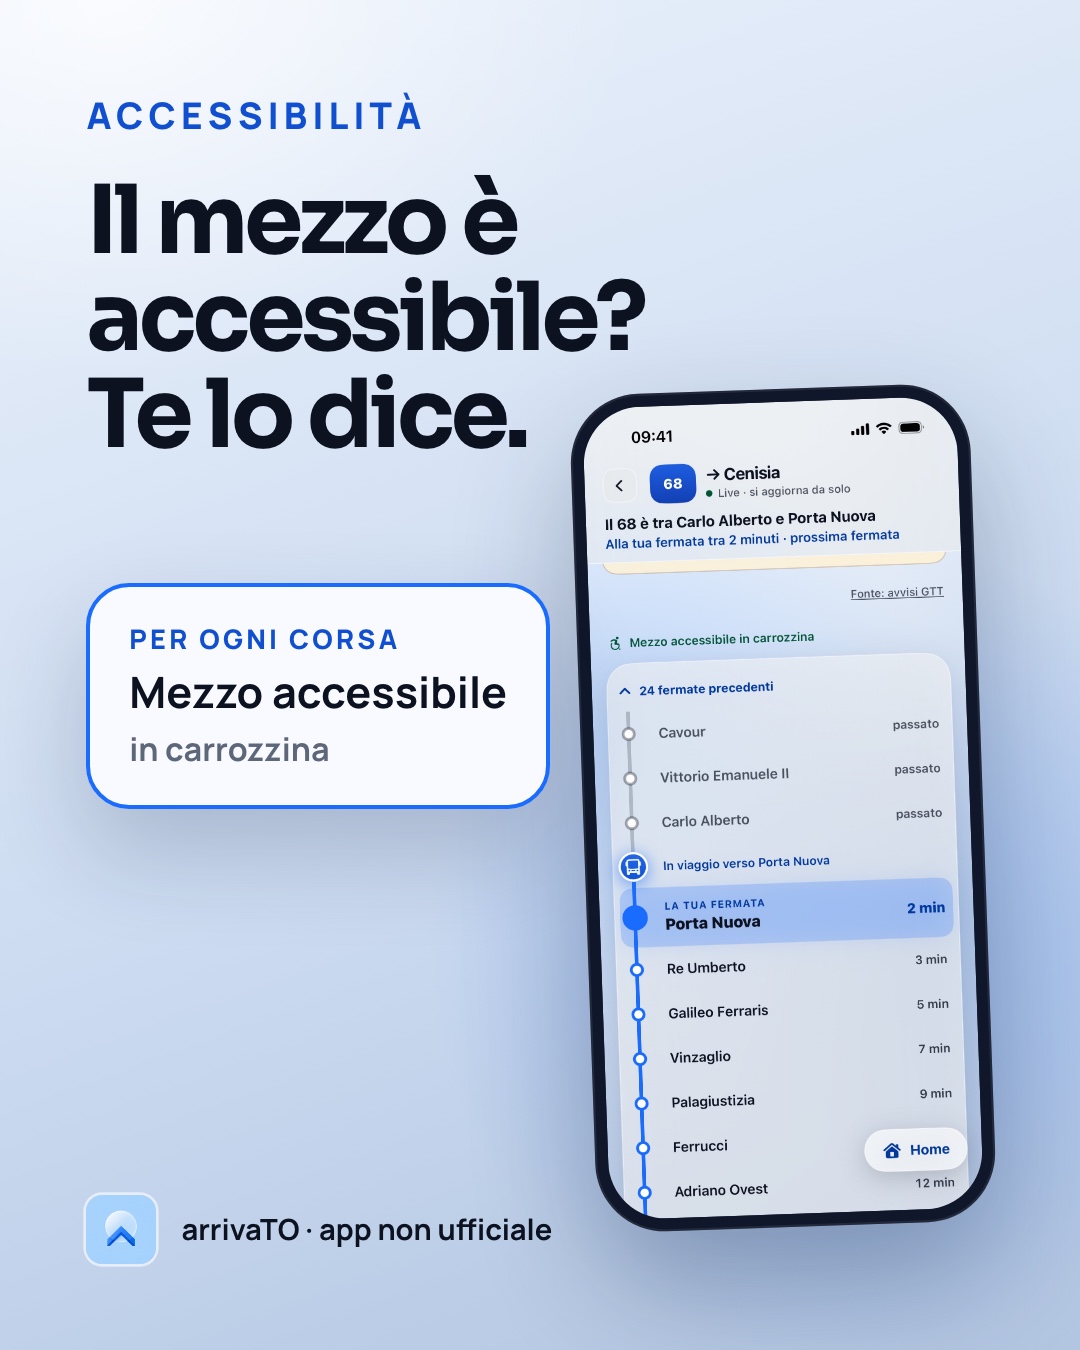 ACCESSIBILITÀ
Il mezzo è
accessibile?
Te lo dice.
PER OGNI CORSA
Mezzo accessibile
in carrozzina
09:41
68
→ Cenisia
Live · si aggiorna da solo
Il 68 è tra Carlo Alberto e Porta Nuova
Alla tua fermata tra 2 minuti · prossima fermata
Fonte: avvisi GTT
Mezzo accessibile in carrozzina
24 fermate precedenti
Cavour passato
Vittorio Emanuele II passato
Carlo Alberto passato
In viaggio verso Porta Nuova
LA TUA FERMATA
Porta Nuova 2 min
Re Umberto 3 min
Galileo Ferraris 5 min
Vinzaglio 7 min
Palagiustizia 9 min
Ferrucci
Home
Adriano Ovest 12 min
arrivaTO · app non ufficiale